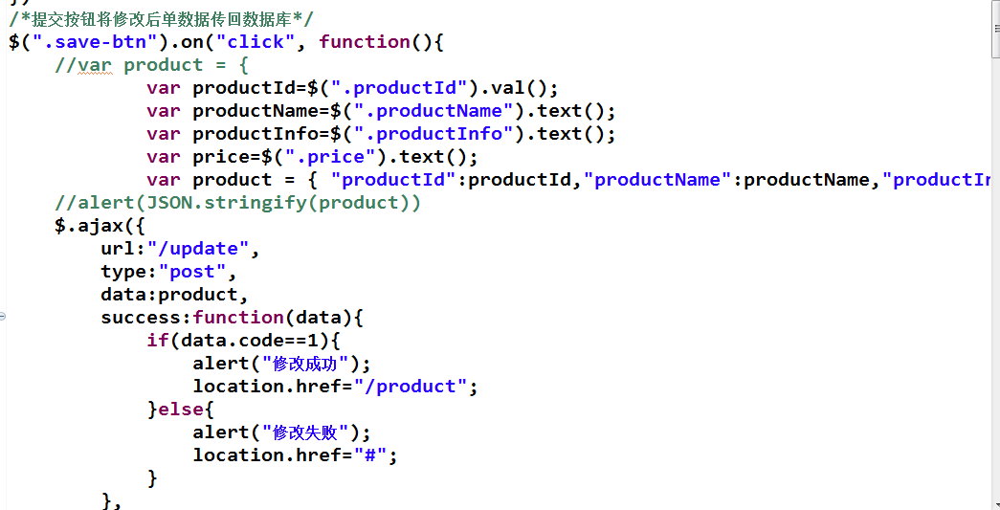 /*提交按钮将修改后单数据传回数据库*/
$(".save-btn").on("click", function(){
//var product = {
var productId=$(".productId").val();
var productName=$(".productName").text();
var productInfo=$(".productInfo").text();
var price=$(".price").text();
var product = { "productId":productId,"productName":productName,"productIn
//alert(JSON.stringify(product))
$.ajax({
url:"/update",
type:"post",
data:product,
success:function(data){
if(data.code==1){
alert("修改成功");
location.href="/product";
}else{
alert("修改失败");
location.href="#";
}
},